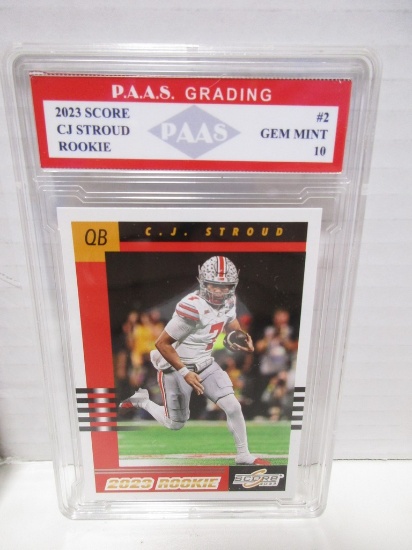 P.A.A.S. GRADING
2023 SCORE #2
CJ STROUD PAAS GEM MINT
ROOKIE 10
QB C.J. STROUD
7
2023 ROOKIE SCORE